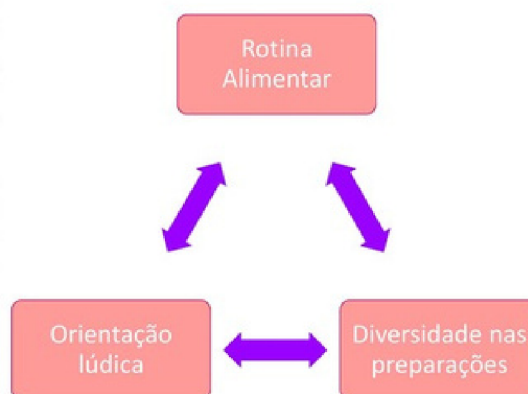 Rotina
Alimentar
Orientação
lúdica
Diversidade nas
preparações